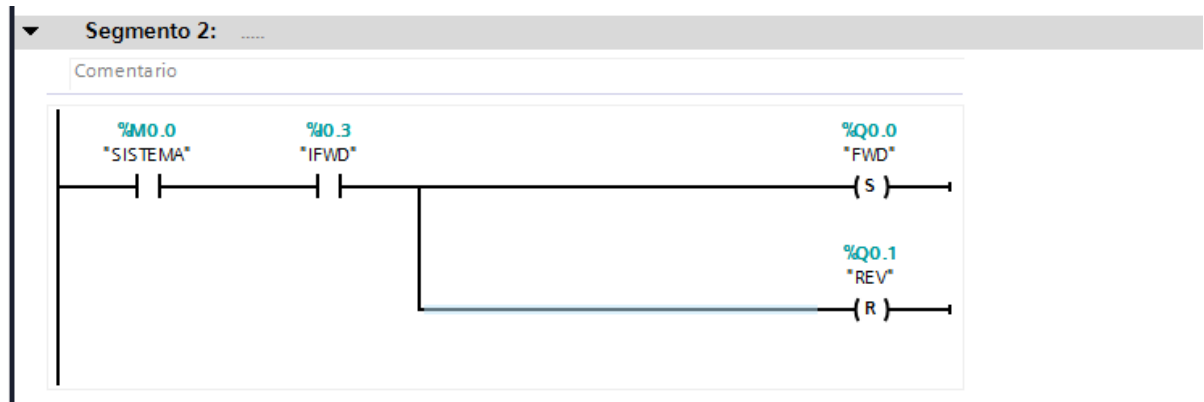 Segmento 2: .....
Comentario
%M0.0 %I0.3 %Q0.0
"SISTEMA" "IFWD" "FWD"
S
%Q0.1
"REV"
R